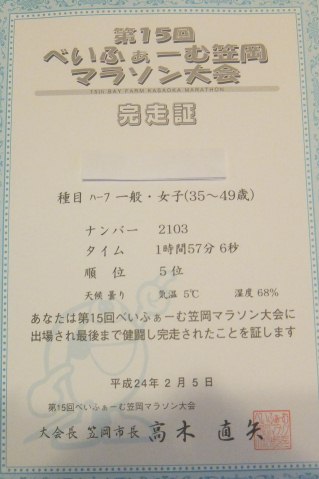 第15回
べいふぁーむ笠岡
マラソン大会
15th BAY FARM KASAOKA MARATHON
完走証
種目 ハーフ 一般・女子(35～49歳)
ナンバー 2103
タイム 1時間57分 6秒
順位 5位
天候 曇り 気温 5℃ 湿度 68%
あなたは第15回べいふぁーむ笠岡マラソン大会に
出場され最後まで健闘し完走されたことを証します
平成24年2月5日
第15回べいふぁーむ笠岡マラソン大会
大会長 笠岡市長 高木 直矢